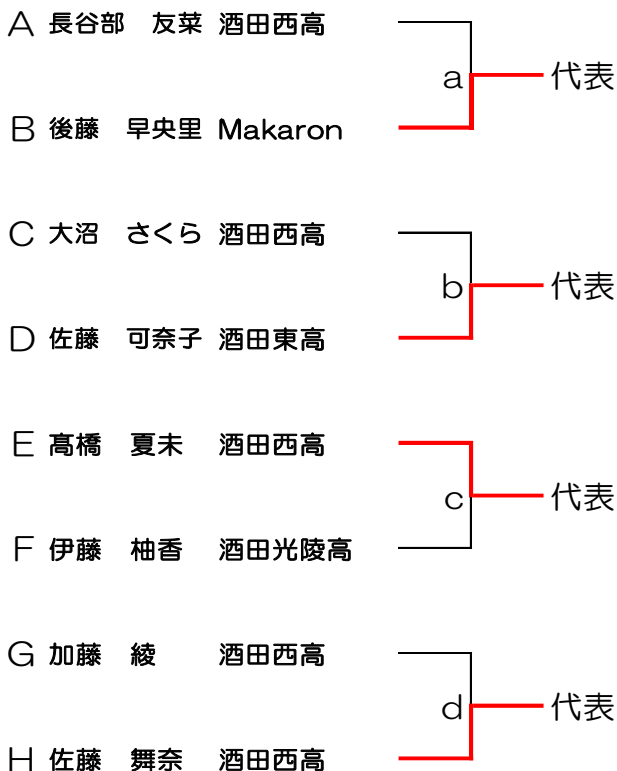 A 長谷部 友菜 酒田西高
a 代表
B 後藤 早央里 Makaron
C 大沼 さくら 酒田西高
b 代表
D 佐藤 可奈子 酒田東高
E 髙橋 夏未 酒田西高
c 代表
F 伊藤 柚香 酒田光陵高
G 加藤 綾 酒田西高
d 代表
H 佐藤 舞奈 酒田西高